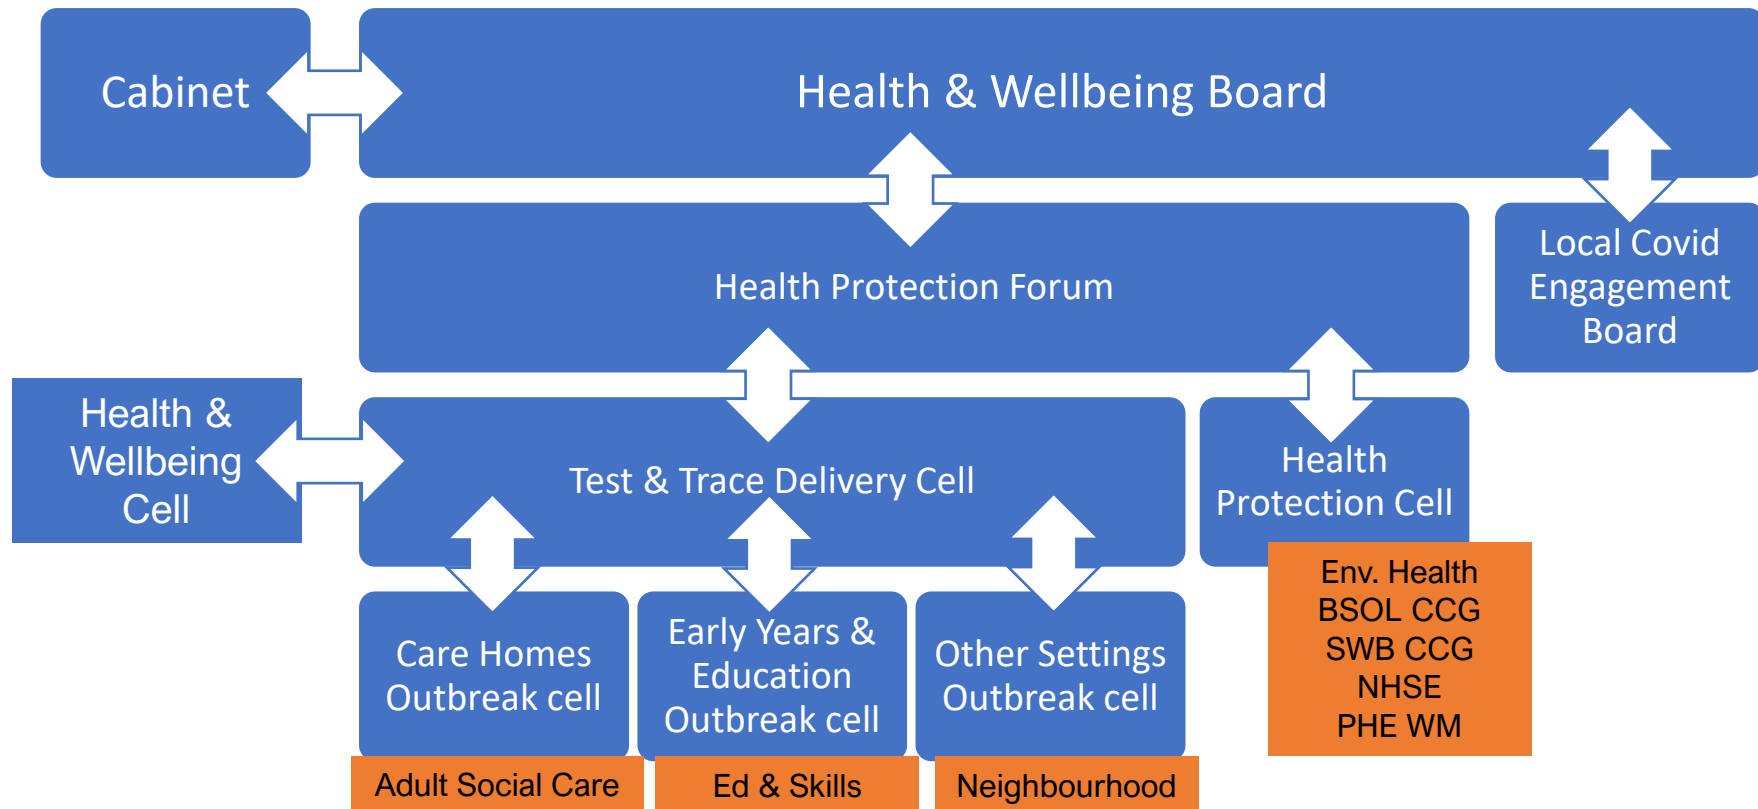 Cabinet
Health & Wellbeing Board
Health Protection Forum
Local Covid
Engagement
Board
Health &
Wellbeing
Cell
Test & Trace Delivery Cell
Health
Protection Cell
Env. Health
BSOL CCG
SWB CCG
NHSE
PHE WM
Care Homes
Outbreak cell
Early Years &
Education
Outbreak cell
Other Settings
Outbreak cell
Adult Social Care
Ed & Skills
Neighbourhood